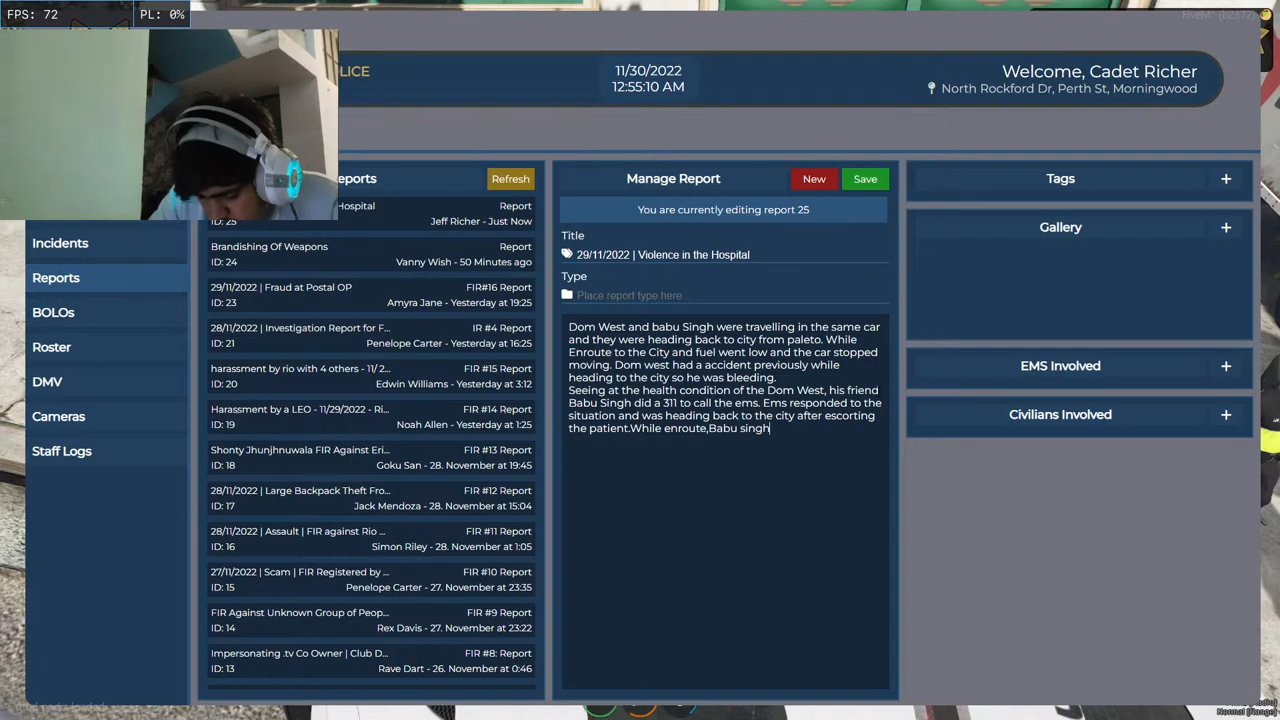 FPS: 72
PL: 0%
FiveM® (b2372)
LICE
11/30/2022
12:55:10 AM
Welcome, Cadet Richer
North Rockford Dr, Perth St, Morningwood
Incidents
Reports
BOLOs
Roster
DMV
Cameras
Staff Logs
eports
Refresh
Hospital
Report
ID: 25
Jeff Richer - Just Now
Brandishing Of Weapons
Report
ID: 24
Vanny Wish - 50 Minutes ago
29/11/2022 | Fraud at Postal OP
FIR#16 Report
ID: 23
Amyra Jane - Yesterday at 19:25
28/11/2022 | Investigation Report for F...
IR #4 Report
ID: 21
Penelope Carter - Yesterday at 16:25
harassment by rio with 4 others - 11/ 2...
FIR #15 Report
ID: 20
Edwin Williams - Yesterday at 3:12
Harassment by a LEO - 11/29/2022 - Ri...
FIR #14 Report
ID: 19
Noah Allen - Yesterday at 1:25
Shonty Jhunjhnuwala FIR Against Eri...
FIR #13 Report
ID: 18
Goku San - 28. November at 19:45
28/11/2022 | Large Backpack Theft Fro...
FIR #12 Report
ID: 17
Jack Mendoza - 28. November at 15:04
28/11/2022 | Assault | FIR against Rio ...
FIR #11 Report
ID: 16
Simon Riley - 28. November at 1:05
27/11/2022 | Scam | FIR Registered by ...
FIR #10 Report
ID: 15
Penelope Carter - 27. November at 23:35
FIR Against Unknown Group of Peop...
FIR #9 Report
ID: 14
Rex Davis - 27. November at 23:22
Impersonating .tv Co Owner | Club D...
FIR #8: Report
ID: 13
Rave Dart - 26. November at 0:46
Manage Report
New
Save
You are currently editing report 25
Title
29/11/2022 | Violence in the Hospital
Type
Place report type here
Dom West and babu Singh were travelling in the same car
and they were heading back to city from paleto. While
Enroute to the City and fuel went low and the car stopped
moving. Dom west had a accident previously while
heading to the city so he was bleeding.
Seeing at the health condition of the Dom West, his friend
Babu Singh did a 311 to call the ems. Ems responded to the
situation and was heading back to the city after escorting
the patient.While enroute,Babu singh
Tags
+
Gallery
+
EMS Involved
+
Civilians Involved
+
Normal [Range]